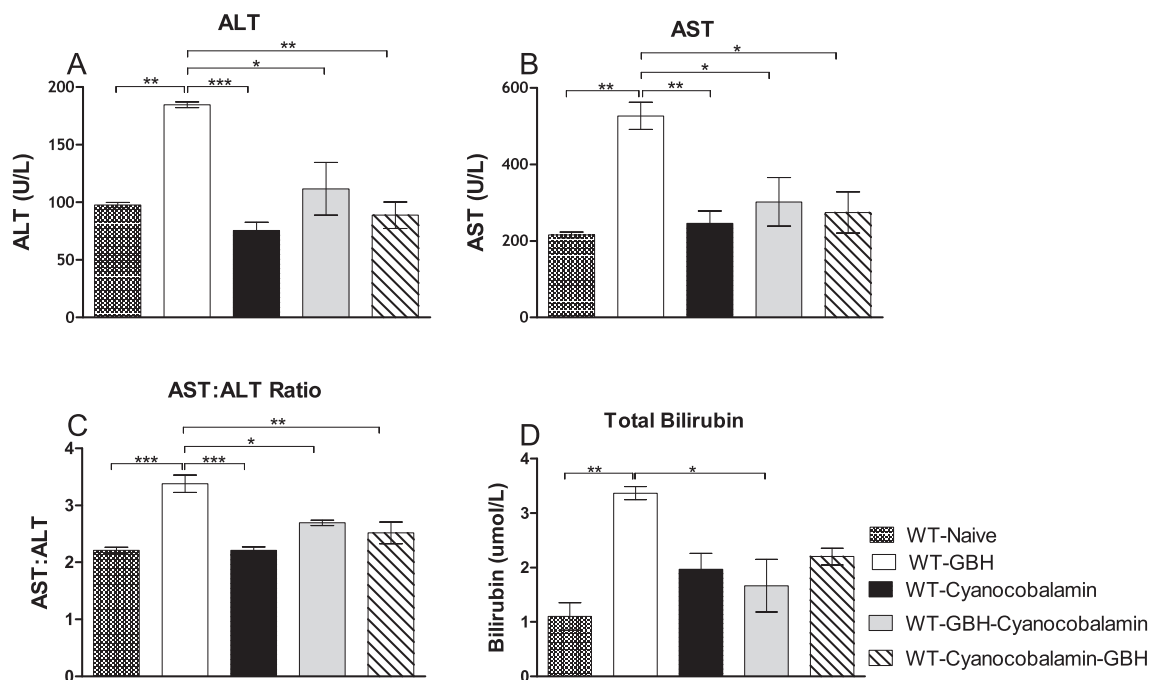 ALT
A
**
*
**
***
200
150
100
50
0
ALT (U/L)
AST
B
*
*
**
**
600
400
200
0
AST (U/L)
AST:ALT Ratio
C
**
*
***
***
4
3
2
1
0
AST:ALT
Total Bilirubin
D
**
*
4
3
2
1
0
Bilirubin (umol/L)
WT-Naive
WT-GBH
WT-Cyanocobalamin
WT-GBH-Cyanocobalamin
WT-Cyanocobalamin-GBH